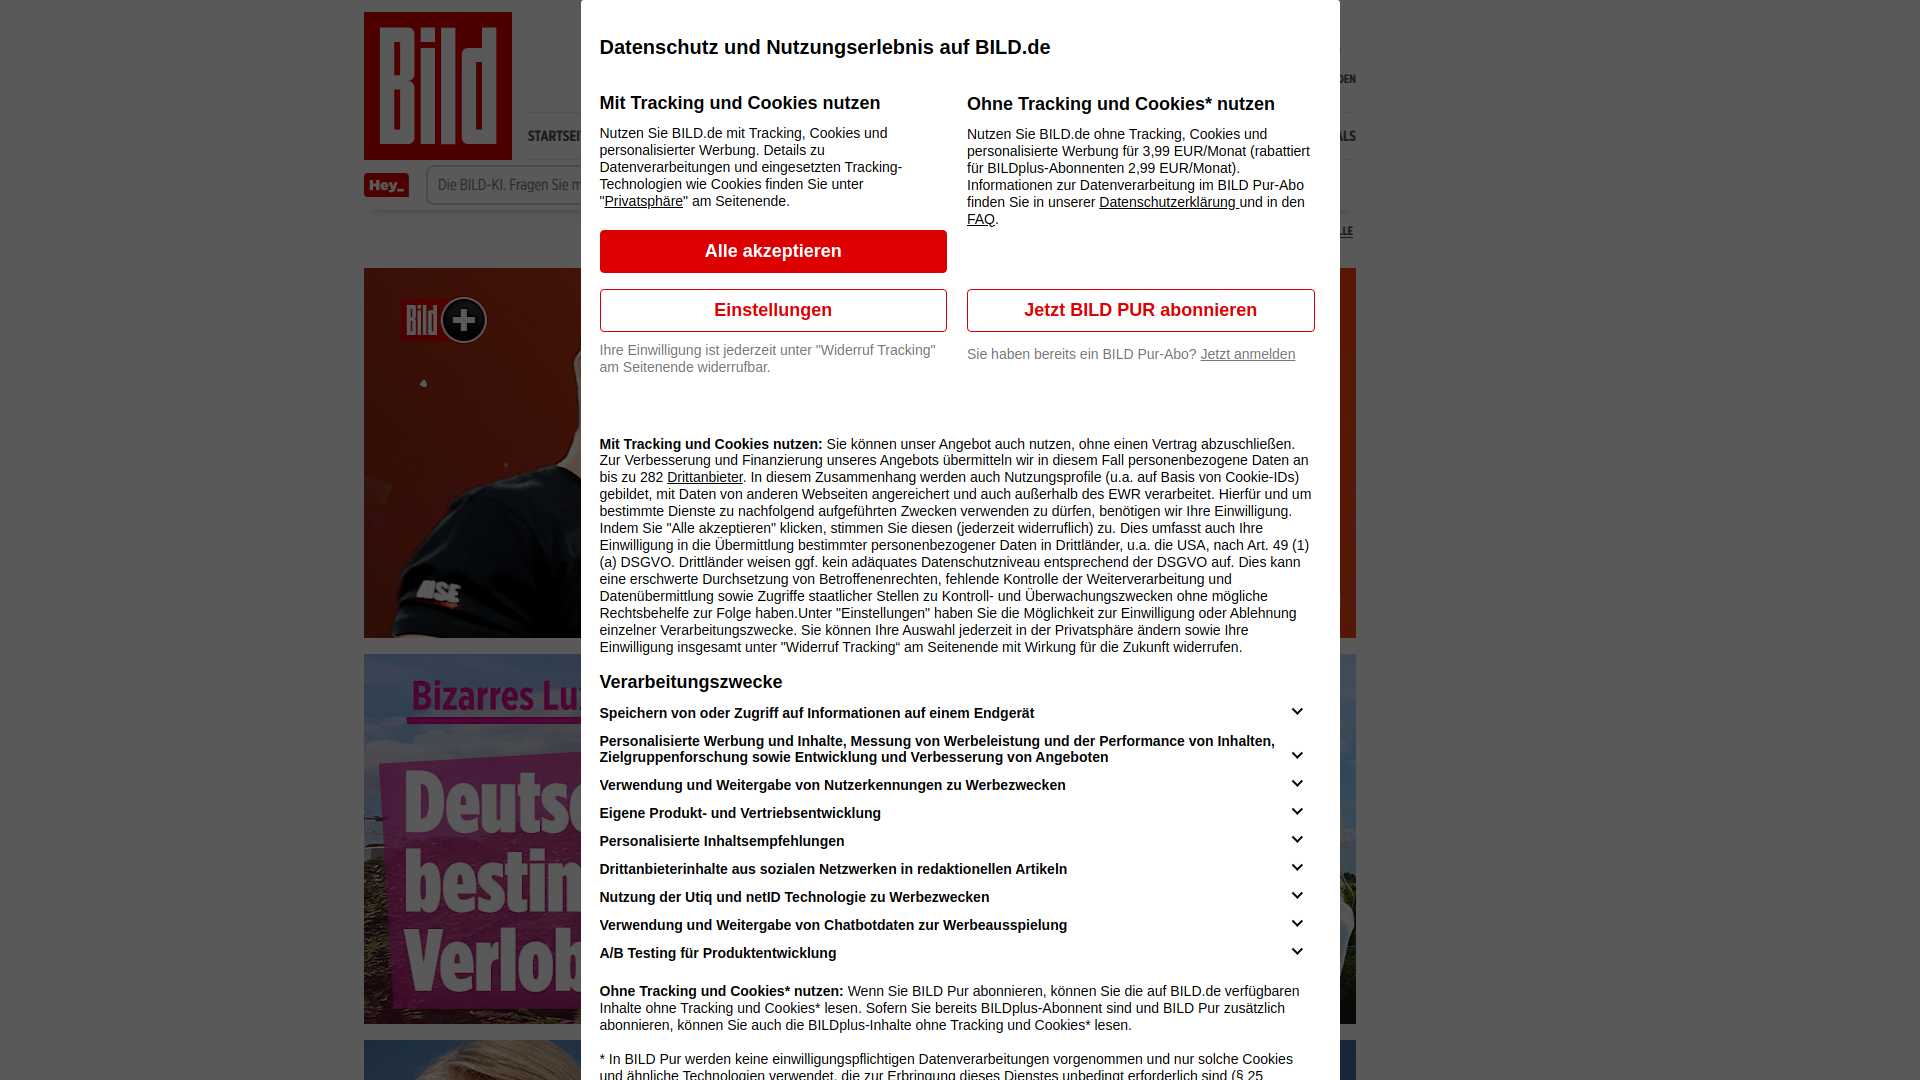 Bild
Datenschutz und Nutzungserlebnis auf BILD.de
Mit Tracking und Cookies nutzen
Nutzen Sie BILD.de mit Tracking, Cookies und
personalisierter Werbung. Details zu
Datenverarbeitungen und eingesetzten Tracking-
Technologien wie Cookies finden Sie unter
"Privatsphäre" am Seitenende.
Alle akzeptieren
Einstellungen
Ihre Einwilligung ist jederzeit unter "Widerruf Tracking"
am Seitenende widerrufbar.
Ohne Tracking und Cookies* nutzen
Nutzen Sie BILD.de ohne Tracking, Cookies und
personalisierte Werbung für 3,99 EUR/Monat (rabattiert
für BILDplus-Abonnenten 2,99 EUR/Monat).
Informationen zur Datenverarbeitung im BILD Pur-Abo
finden Sie in unserer Datenschutzerklärung und in den
FAQ.
Jetzt BILD PUR abonnieren
Sie haben bereits ein BILD Pur-Abo? Jetzt anmelden
Mit Tracking und Cookies nutzen: Sie können unser Angebot auch nutzen, ohne einen Vertrag abzuschließen.
Zur Verbesserung und Finanzierung unseres Angebots übermitteln wir in diesem Fall personenbezogene Daten an
bis zu 282 Drittanbieter. In diesem Zusammenhang werden auch Nutzungsprofile (u.a. auf Basis von Cookie-IDs)
gebildet, mit Daten von anderen Webseiten angereichert und auch außerhalb des EWR verarbeitet. Hierfür und um
bestimmte Dienste zu nachfolgend aufgeführten Zwecken verwenden zu dürfen, benötigen wir Ihre Einwilligung.
Indem Sie "Alle akzeptieren" klicken, stimmen Sie diesen (jederzeit widerruflich) zu. Dies umfasst auch Ihre
Einwilligung in die Übermittlung bestimmter personenbezogener Daten in Drittländer, u.a. die USA, nach Art. 49 (1)
(a) DSGVO. Drittländer weisen ggf. kein adäquates Datenschutzniveau entsprechend der DSGVO auf. Dies kann
eine erschwerte Durchsetzung von Betroffenenrechten, fehlende Kontrolle der Weiterverarbeitung und
Datenübermittlung sowie Zugriffe staatlicher Stellen zu Kontroll- und Überwachungszwecken ohne mögliche
Rechtsbehelfe zur Folge haben.Unter "Einstellungen" haben Sie die Möglichkeit zur Einwilligung oder Ablehnung
einzelner Verarbeitungszwecke. Sie können Ihre Auswahl jederzeit in der Privatsphäre ändern sowie Ihre
Einwilligung insgesamt unter "Widerruf Tracking“ am Seitenende mit Wirkung für die Zukunft widerrufen.
Verarbeitungszwecke
Speichern von oder Zugriff auf Informationen auf einem Endgerät
Personalisierte Werbung und Inhalte, Messung von Werbeleistung und der Performance von Inhalten,
Zielgruppenforschung sowie Entwicklung und Verbesserung von Angeboten
Verwendung und Weitergabe von Nutzerkennungen zu Werbezwecken
Eigene Produkt- und Vertriebsentwicklung
Personalisierte Inhaltsempfehlungen
Drittanbieterinhalte aus sozialen Netzwerken in redaktionellen Artikeln
Nutzung der Utiq und netID Technologie zu Werbezwecken
Verwendung und Weitergabe von Chatbotdaten zur Werbeausspielung
A/B Testing für Produktentwicklung
Ohne Tracking und Cookies* nutzen: Wenn Sie BILD Pur abonnieren, können Sie die auf BILD.de verfügbaren
Inhalte ohne Tracking und Cookies* lesen. Sofern Sie bereits BILDplus-Abonnent sind und BILD Pur zusätzlich
abonnieren, können Sie auch die BILDplus-Inhalte ohne Tracking und Cookies* lesen.
* In BILD Pur werden keine einwilligungspflichtigen Datenverarbeitungen vorgenommen und nur solche Cookies
und ähnliche Technologien verwendet, die zur Erbringung dieses Dienstes unbedingt erforderlich sind (§ 25
STARTSEI
DEN
ALS
Hey_
Die BILD-KI. Fragen Sie m
LLE
Bild +
Bizarres Lu
Deuts
bestin
Verlob